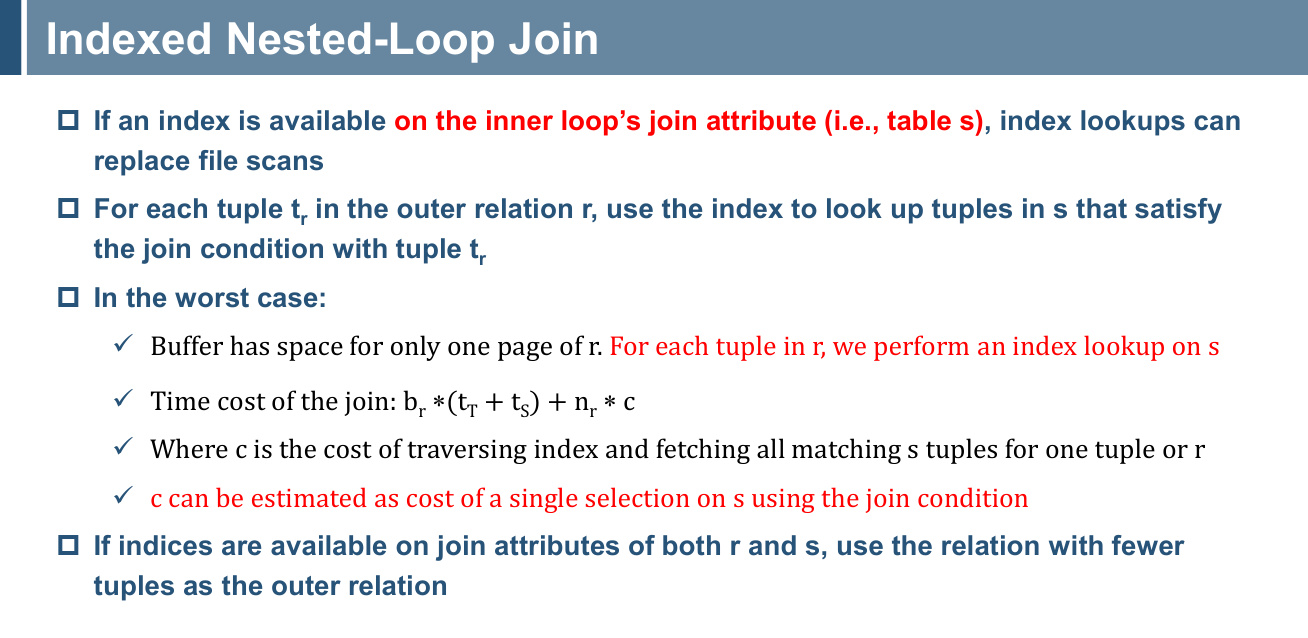 Indexed Nested-Loop Join
If an index is available on the inner loop’s join attribute (i.e., table s), index lookups can
replace file scans
For each tuple tr in the outer relation r, use the index to look up tuples in s that satisfy
the join condition with tuple tr
In the worst case:
✓ Buffer has space for only one page of r. For each tuple in r, we perform an index lookup on s
✓ Time cost of the join: br ∗(tT + tS) + nr ∗ c
✓ Where c is the cost of traversing index and fetching all matching s tuples for one tuple or r
✓ c can be estimated as cost of a single selection on s using the join condition
If indices are available on join attributes of both r and s, use the relation with fewer
tuples as the outer relation